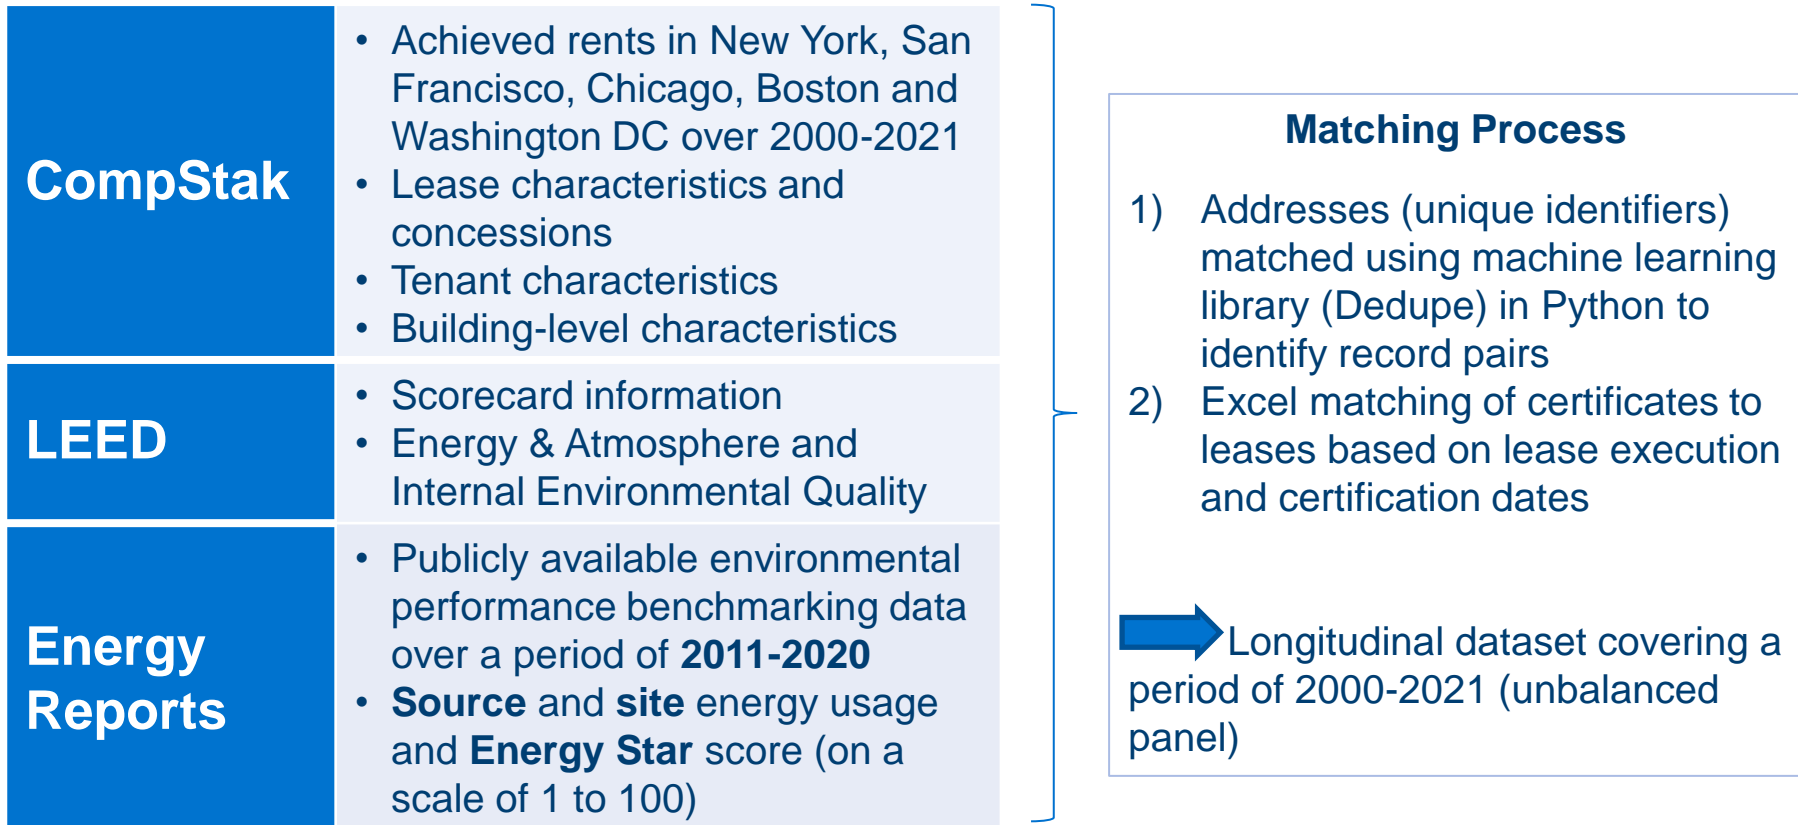 CompStak
• Achieved rents in New York, San
Francisco, Chicago, Boston and
Washington DC over 2000-2021
• Lease characteristics and
concessions
• Tenant characteristics
• Building-level characteristics
LEED
• Scorecard information
• Energy & Atmosphere and
Internal Environmental Quality
Energy
Reports
• Publicly available environmental
performance benchmarking data
over a period of 2011-2020
• Source and site energy usage
and Energy Star score (on a
scale of 1 to 100)
Matching Process
1) Addresses (unique identifiers)
matched using machine learning
library (Dedupe) in Python to
identify record pairs
2) Excel matching of certificates to
leases based on lease execution
and certification dates
Longitudinal dataset covering a
period of 2000-2021 (unbalanced
panel)